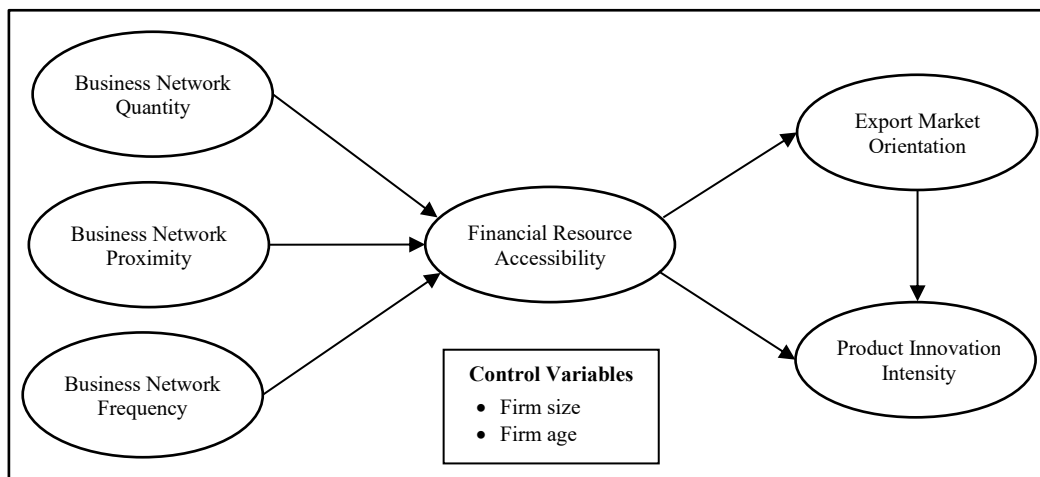 Business Network
Quantity
Export Market
Orientation
Business Network
Proximity
Financial Resource
Accessibility
Product Innovation
Intensity
Business Network
Frequency
Control Variables
• Firm size
• Firm age